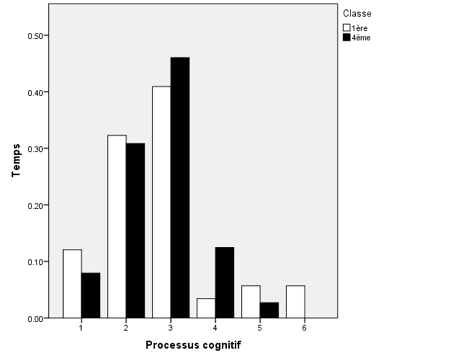 Classe
1ère
4ème
Temps
0.50
0.40
0.30
0.20
0.10
0.00
1 2 3 4 5 6
Processus cognitif